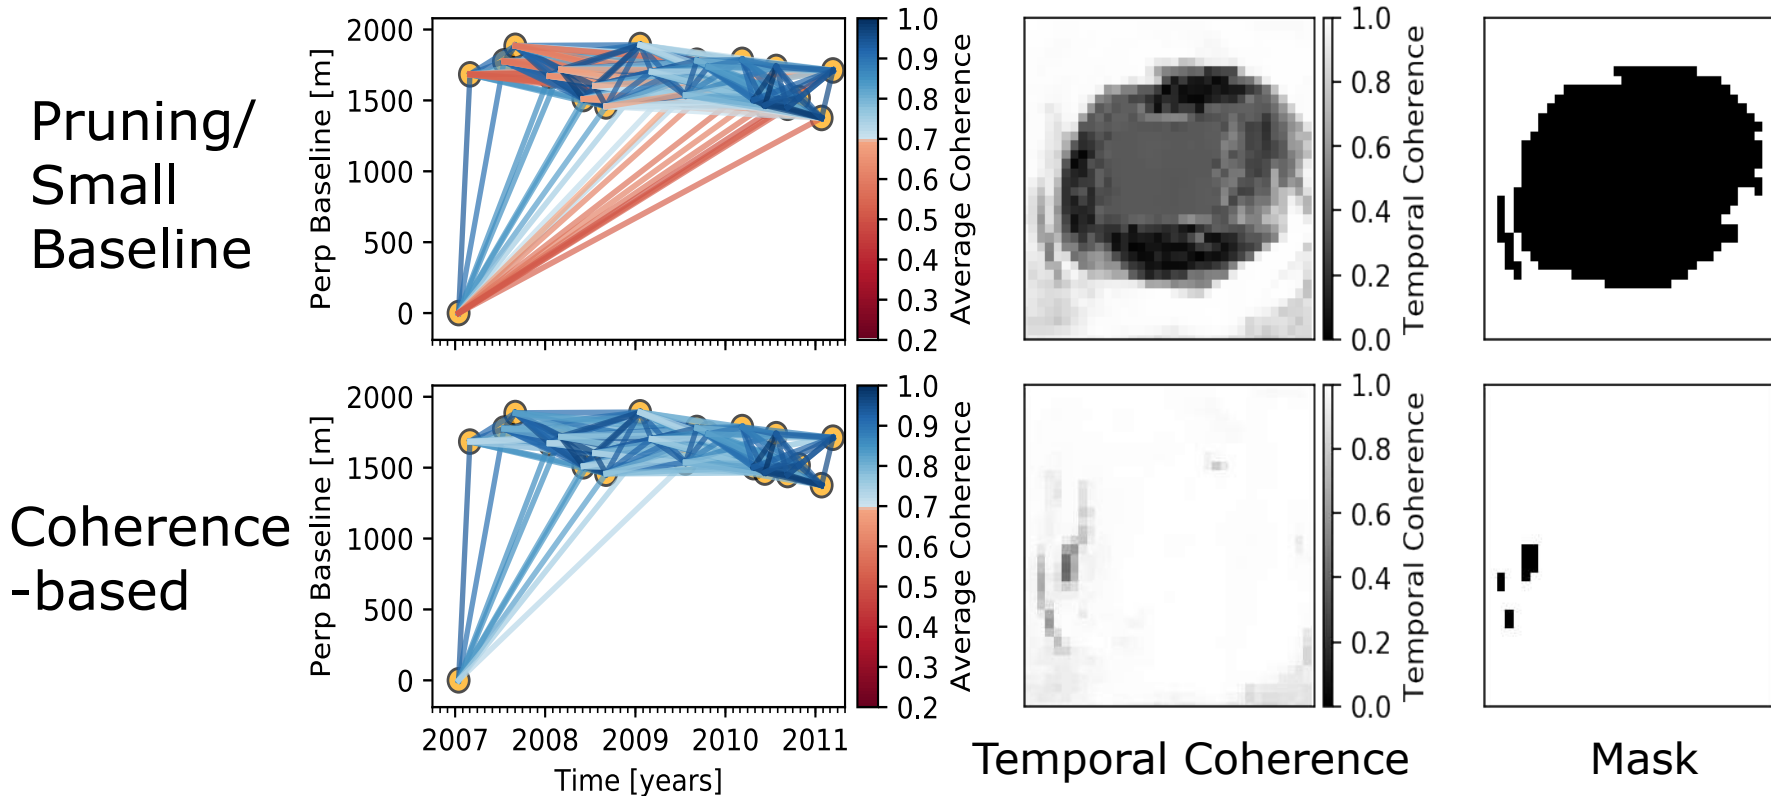 Pruning/
Small
Baseline
Perp Baseline [m]
2000
1500
1000
500
0
1.0
0.9
0.8
0.7
0.6
0.5
0.4
0.3
0.2
Average Coherence
1.0
0.8
0.6
0.4
0.2
0.0
Temporal Coherence
Coherence
-based
Perp Baseline [m]
2000
1500
1000
500
0
2007 2008 2009 2010 2011
Time [years]
1.0
0.9
0.8
0.7
0.6
0.5
0.4
0.3
0.2
Average Coherence
1.0
0.8
0.6
0.4
0.2
0.0
Temporal Coherence
Temporal Coherence
Mask